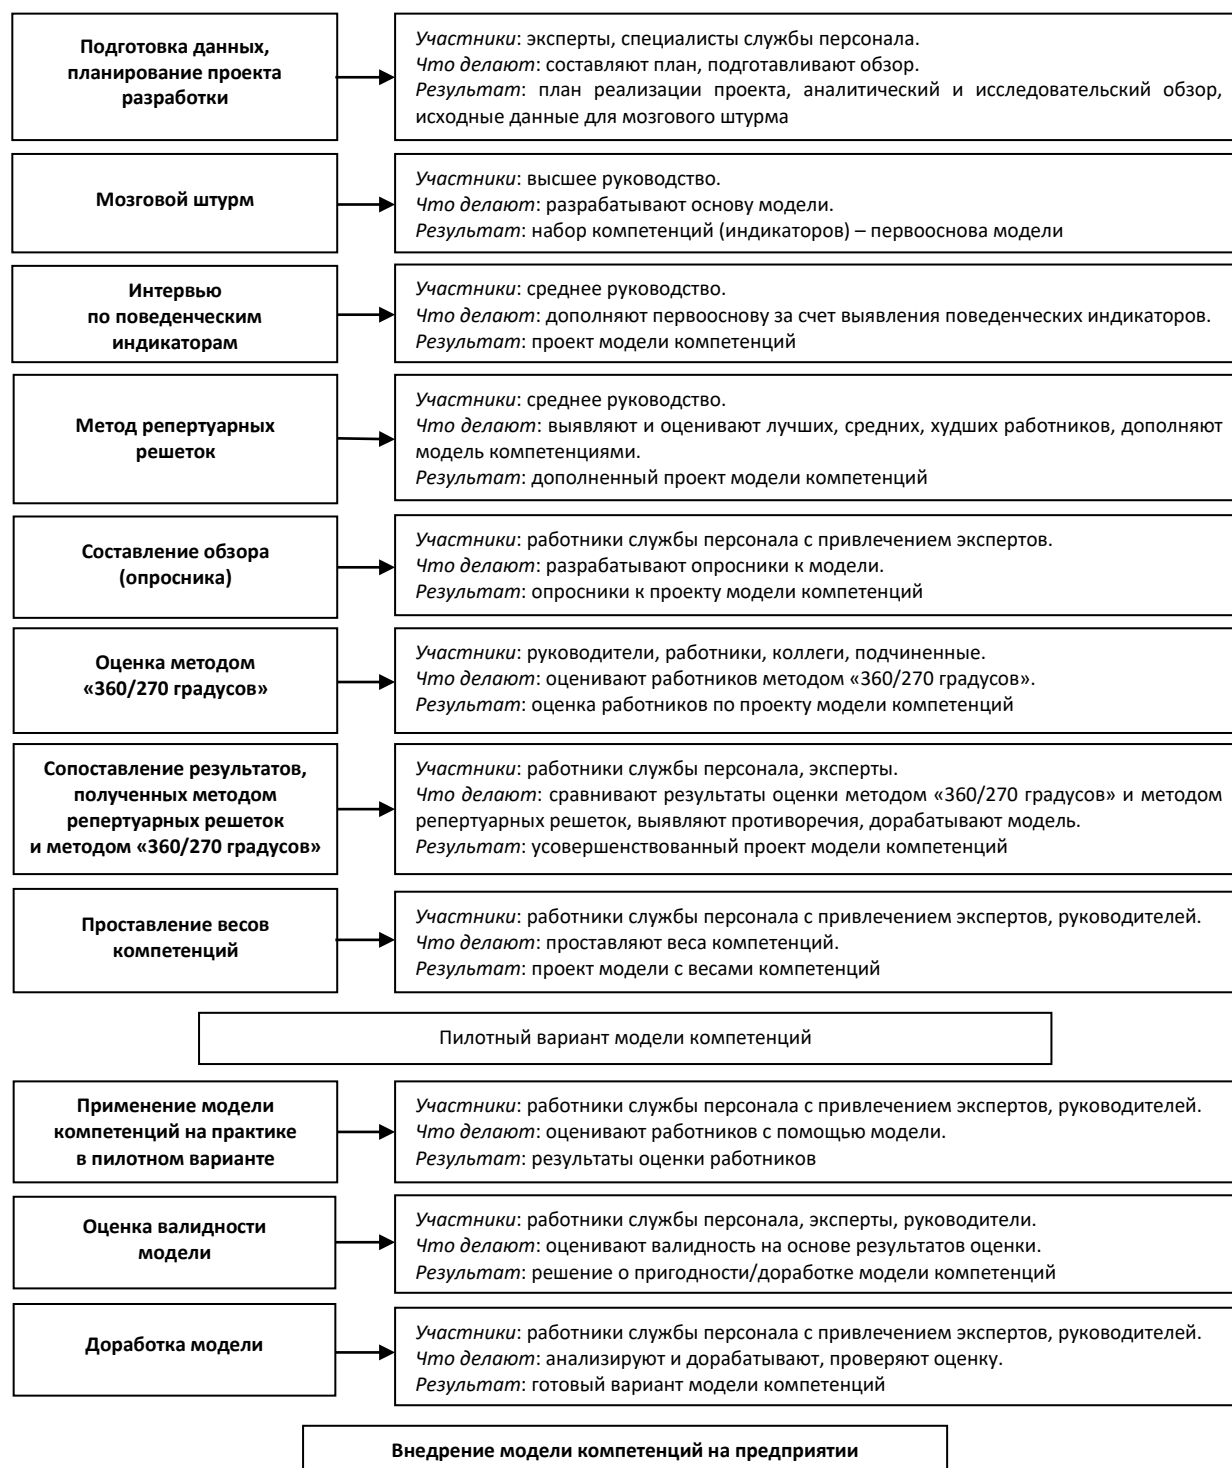 Подготовка данных,
планирование проекта
разработки
Участники: эксперты, специалисты службы персонала.
Что делают: составляют план, подготавливают обзор.
Результат: план реализации проекта, аналитический и исследовательский обзор,
исходные данные для мозгового штурма
Мозговой штурм
Участники: высшее руководство.
Что делают: разрабатывают основу модели.
Результат: набор компетенций (индикаторов) – первооснова модели
Интервью
по поведенческим
индикаторам
Участники: среднее руководство.
Что делают: дополняют первооснову за счет выявления поведенческих индикаторов.
Результат: проект модели компетенций
Метод репертуарных
решеток
Участники: среднее руководство.
Что делают: выявляют и оценивают лучших, средних, худших работников, дополняют
модель компетенциями.
Результат: дополненный проект модели компетенций
Составление обзора
(опросника)
Участники: работники службы персонала с привлечением экспертов.
Что делают: разрабатывают опросники к модели.
Результат: опросники к проекту модели компетенций
Оценка методом
«360/270 градусов»
Участники: руководители, работники, коллеги, подчиненные.
Что делают: оценивают работников методом «360/270 градусов».
Результат: оценка работников по проекту модели компетенций
Сопоставление результатов,
полученных методом
репертуарных решеток
и методом «360/270 градусов»
Участники: работники службы персонала, эксперты.
Что делают: сравнивают результаты оценки методом «360/270 градусов» и методом
репертуарных решеток, выявляют противоречия, дорабатывают модель.
Результат: усовершенствованный проект модели компетенций
Проставление весов
компетенций
Участники: работники службы персонала с привлечением экспертов, руководителей.
Что делают: проставляют веса компетенций.
Результат: проект модели с весами компетенций
Пилотный вариант модели компетенций
Применение модели
компетенций на практике
в пилотном варианте
Участники: работники службы персонала с привлечением экспертов, руководителей.
Что делают: оценивают работников с помощью модели.
Результат: результаты оценки работников
Оценка валидности
модели
Участники: работники службы персонала, эксперты, руководители.
Что делают: оценивают валидность на основе результатов оценки.
Результат: решение о пригодности/доработке модели компетенций
Доработка модели
Участники: работники службы персонала с привлечением экспертов, руководителей.
Что делают: анализируют и дорабатывают, проверяют оценку.
Результат: готовый вариант модели компетенций
Внедрение модели компетенций на предприятии